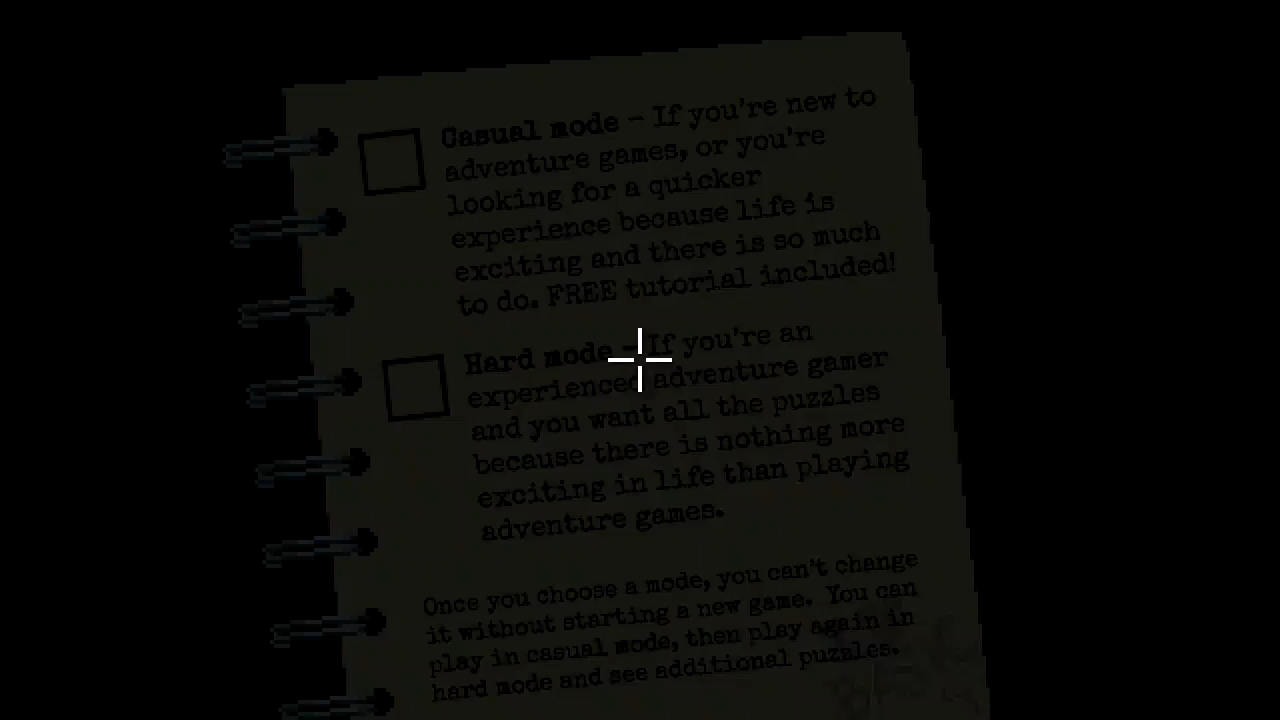 Casual mode - If you're new to
adventure games, or you're
looking for a quicker
experience because life is
exciting and there is so much
to do. FREE tutorial included!
Hard mode - If you're an
experienced adventure gamer
and you want all the puzzles
because there is nothing more
exciting in life than playing
adventure games.
Once you choose a mode, you can't change
it without starting a new game. You can
play in casual mode, then play again in
hard mode and see additional puzzles.